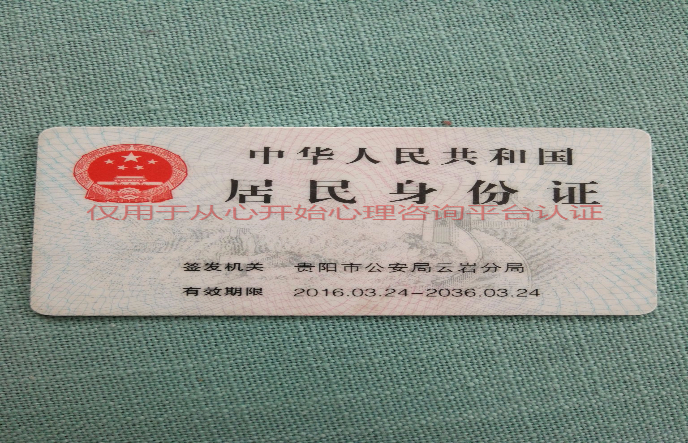 中华人民共和国
居民身份证
仅用于从心开始心理咨询平台认证
签发机关 贵阳市公安局云岩分局
有效期限 2016.03.24-2036.03.24